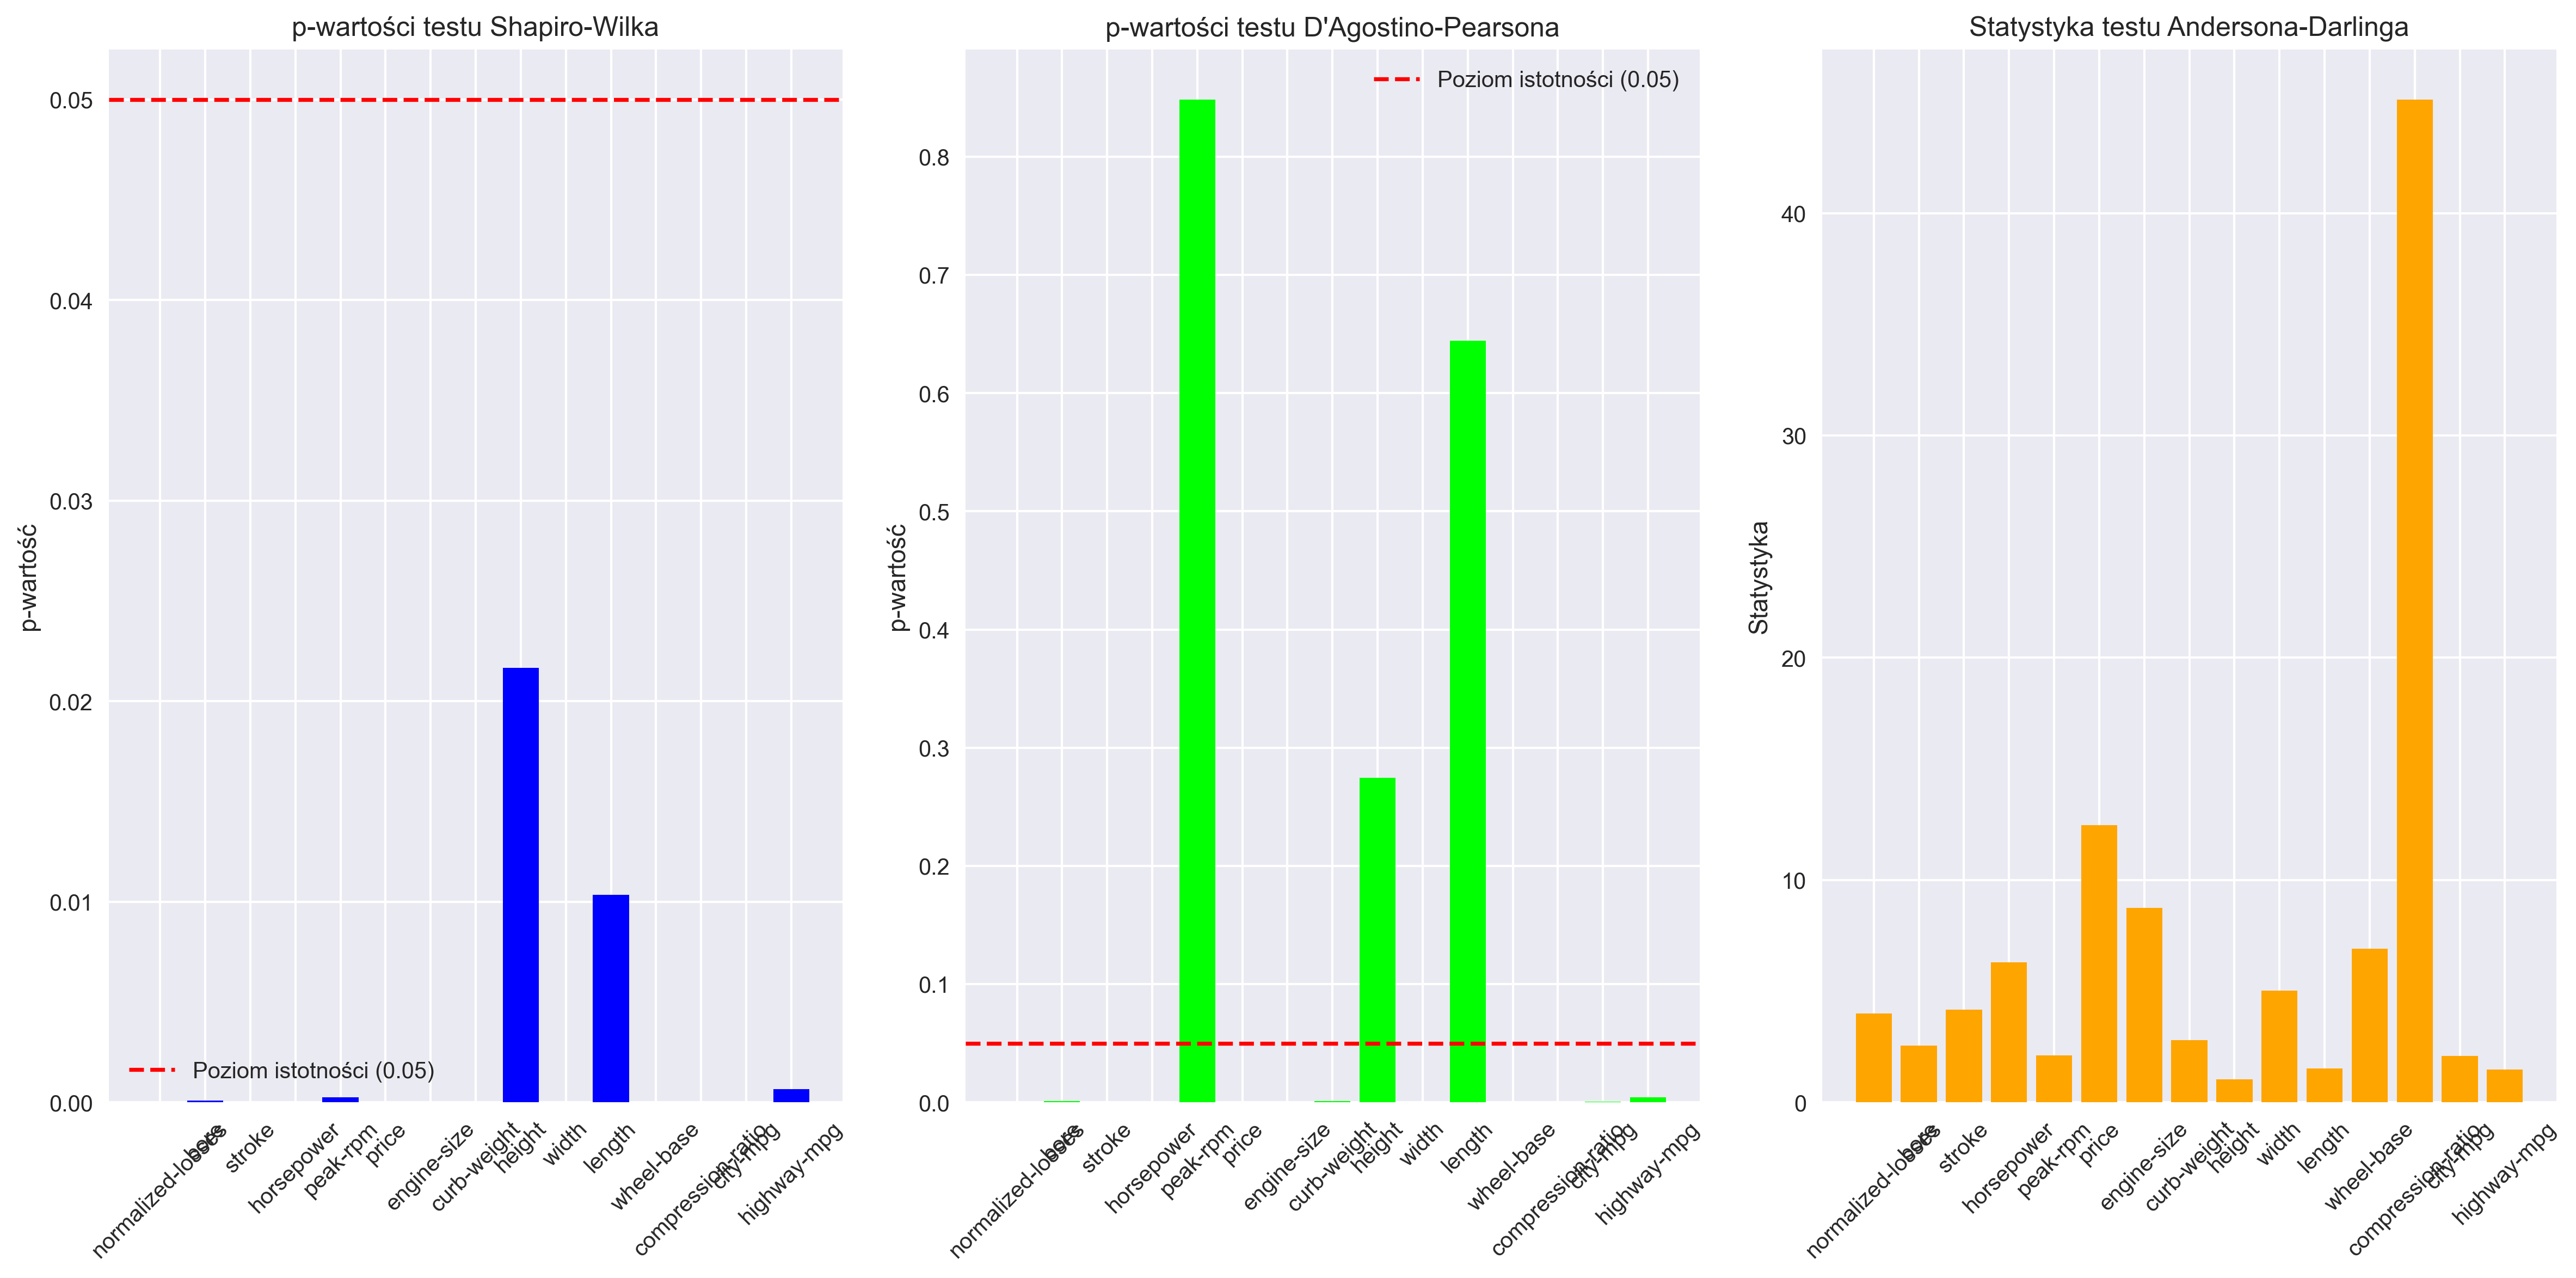 p-wartości testu Shapiro-Wilka
p-wartość
0.05
0.04
0.03
0.02
0.01
0.00
Poziom istotności (0.05)
normalized-losses
bore
stroke
horsepower
peak-rpm
price
engine-size
curb-weight
height
width
length
wheel-base
compression-ratio
city-mpg
highway-mpg
p-wartości testu D'Agostino-Pearsona
p-wartość
0.8
0.7
0.6
0.5
0.4
0.3
0.2
0.1
0.0
Poziom istotności (0.05)
normalized-losses
bore
stroke
horsepower
peak-rpm
price
engine-size
curb-weight
height
width
length
wheel-base
compression-ratio
city-mpg
highway-mpg
Statystyka testu Andersona-Darlinga
Statystyka
40
30
20
10
0
normalized-losses
bore
stroke
horsepower
peak-rpm
price
engine-size
curb-weight
height
width
length
wheel-base
compression-ratio
city-mpg
highway-mpg